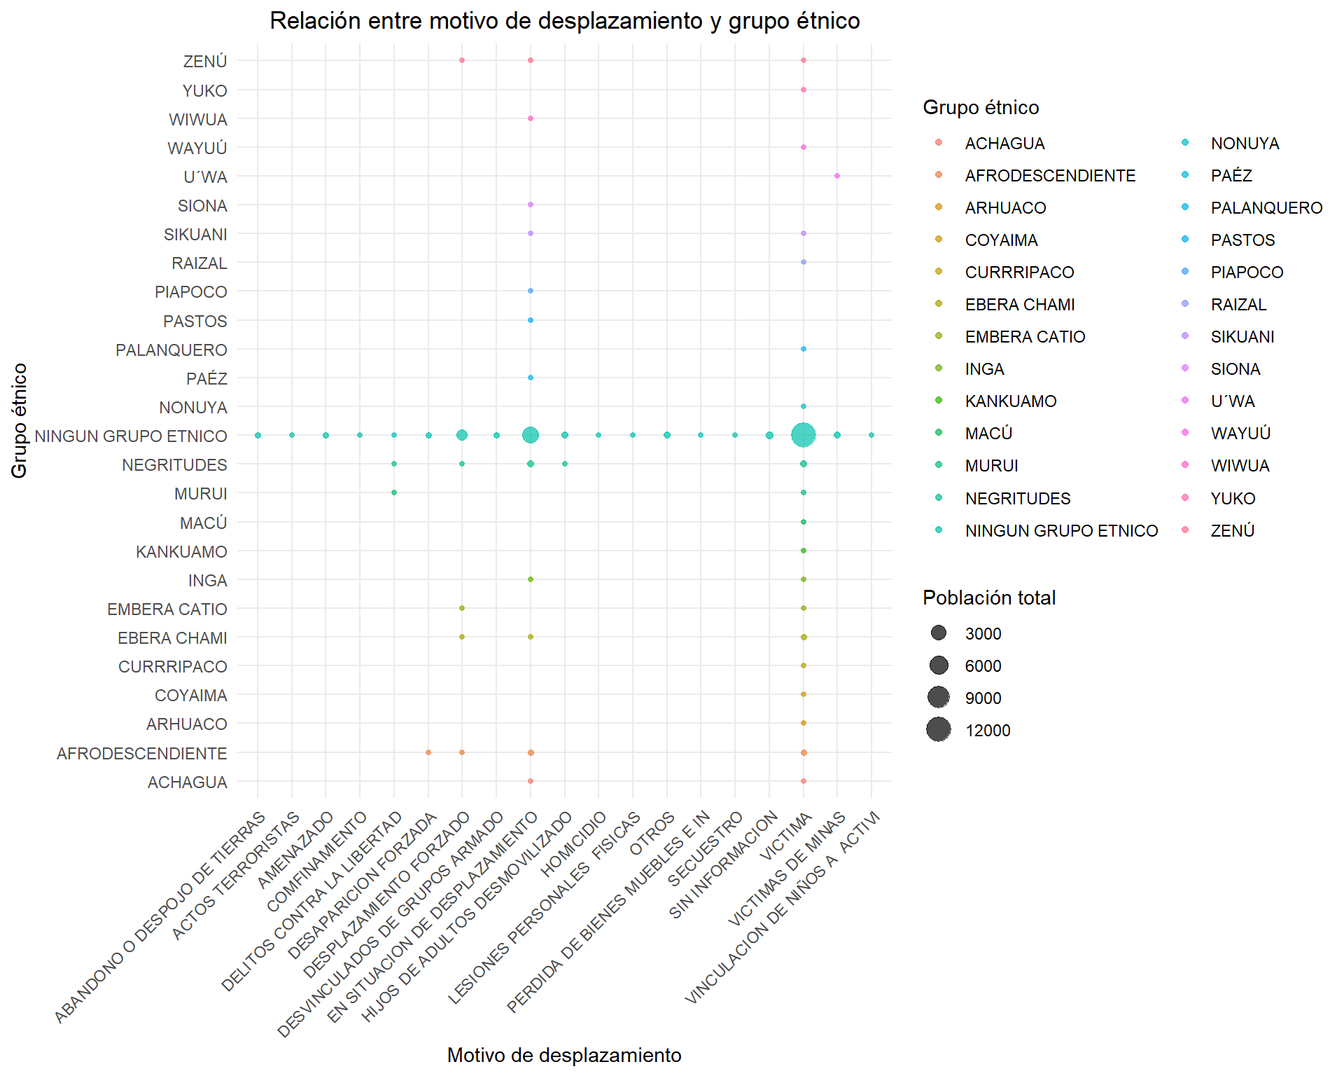 Relación entre motivo de desplazamiento y grupo étnico
Grupo étnico
ZENÚ
YUKO
WIWUA
WAYUÚ
U´WA
SIONA
SIKUANI
RAIZAL
PIAPOCO
PASTOS
PALANQUERO
PAÉZ
NONUYA
NINGUN GRUPO ETNICO
NEGRITUDES
MURUI
MACÚ
KANKUAMO
INGA
EMBERA CATIO
EBERA CHAMI
CURRRIPACO
COYAIMA
ARHUACO
AFRODESCENDIENTE
ACHAGUA
ABANDONO O DESPOJO DE TIERRAS
ACTOS TERRORISTAS
AMENAZADO
COMFINAMIENTO
DELITOS CONTRA LA LIBERTAD
DESAPARICION FORZADA
DESPLAZAMIENTO FORZADO
DESVINCULADOS DE GRUPOS ARMADO
EN SITUACION DE DESPLAZAMIENTO
HIJOS DE ADULTOS DESMOVILIZADO
HOMICIDIO
LESIONES PERSONALES  FISICAS
OTROS
PERDIDA DE BIENES MUEBLES E IN
SECUESTRO
SIN INFORMACION
VICTIMA
VICTIMAS DE MINAS
VINCULACION DE NIÑOS A  ACTIVI
Motivo de desplazamiento
Grupo étnico
ACHAGUA
AFRODESCENDIENTE
ARHUACO
COYAIMA
CURRRIPACO
EBERA CHAMI
EMBERA CATIO
INGA
KANKUAMO
MACÚ
MURUI
NEGRITUDES
NINGUN GRUPO ETNICO
NONUYA
PAÉZ
PALANQUERO
PASTOS
PIAPOCO
RAIZAL
SIKUANI
SIONA
U´WA
WAYUÚ
WIWUA
YUKO
ZENÚ
Población total
3000
6000
9000
12000